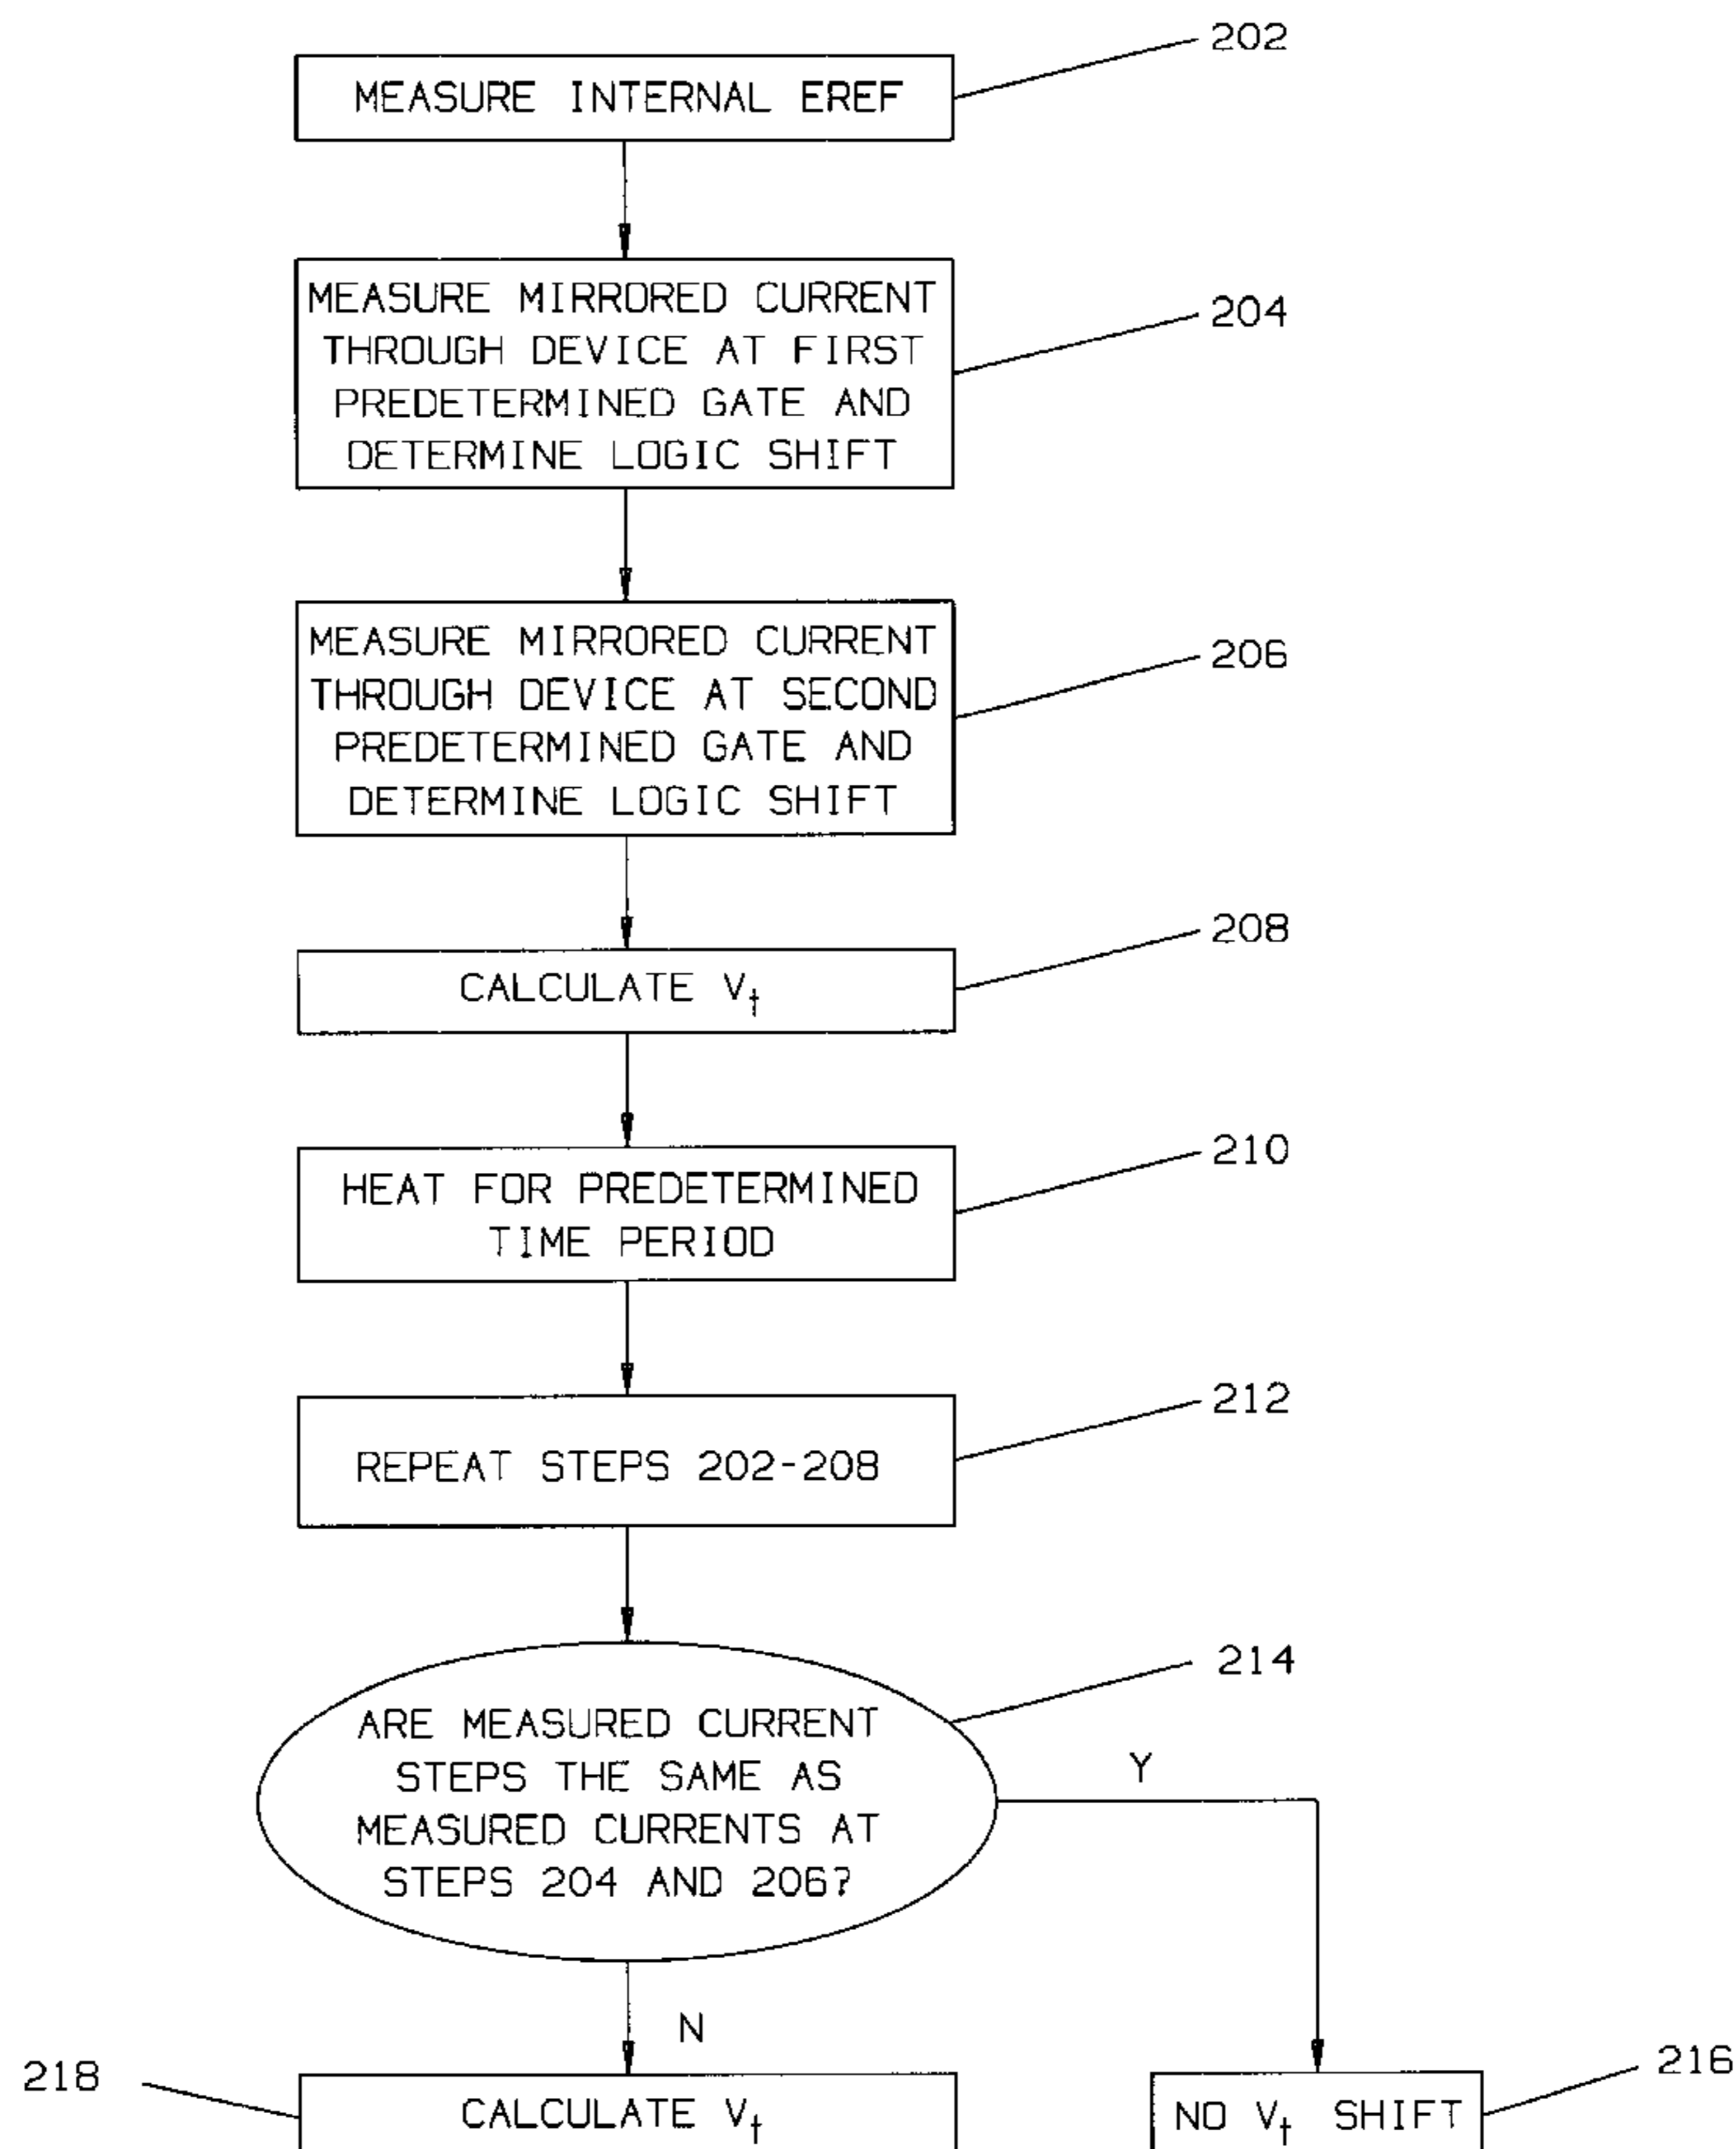 202
MEASURE INTERNAL EREF
MEASURE MIRRORED CURRENT
THROUGH DEVICE AT FIRST
PREDETERMINED GATE AND
DETERMINE LOGIC SHIFT
204
MEASURE MIRRORED CURRENT
THROUGH DEVICE AT SECOND
PREDETERMINED GATE AND
DETERMINE LOGIC SHIFT
206
208
CALCULATE Vt
210
HEAT FOR PREDETERMINED
TIME PERIOD
212
REPEAT STEPS 202-208
214
ARE MEASURED CURRENT
STEPS THE SAME AS
MEASURED CURRENTS AT
STEPS 204 AND 206?
Y
N
218
CALCULATE Vt
216
NO Vt SHIFT